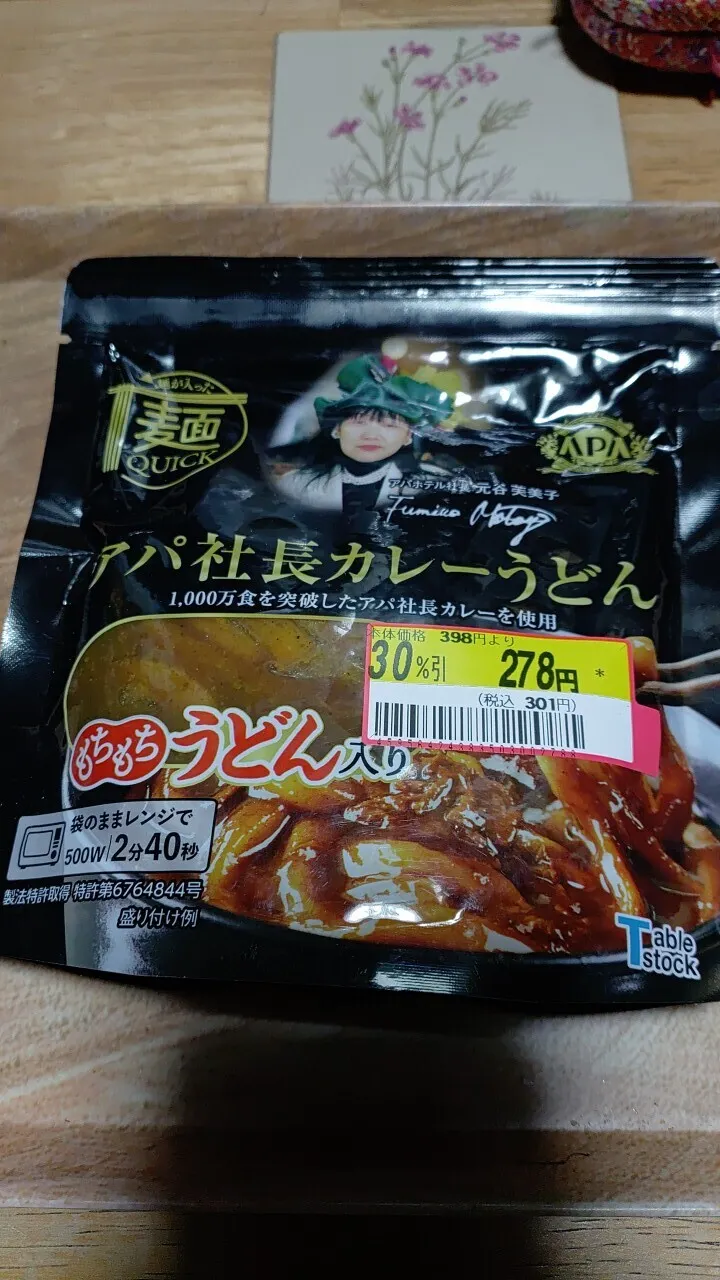 麺が入った
麺
QUICK
APA
アパホテル社長 元谷 芙美子
Fumiko Motoya
アパ社長カレーうどん
1,000万食を突破したアパ社長カレーを使用
本体価格 398円より
30%引 278円 *
(税込 301円)
もちもち うどん入り
袋のままレンジで
500W 2分40秒
製法特許取得 特許第6764844号
盛り付け例
Table
stock